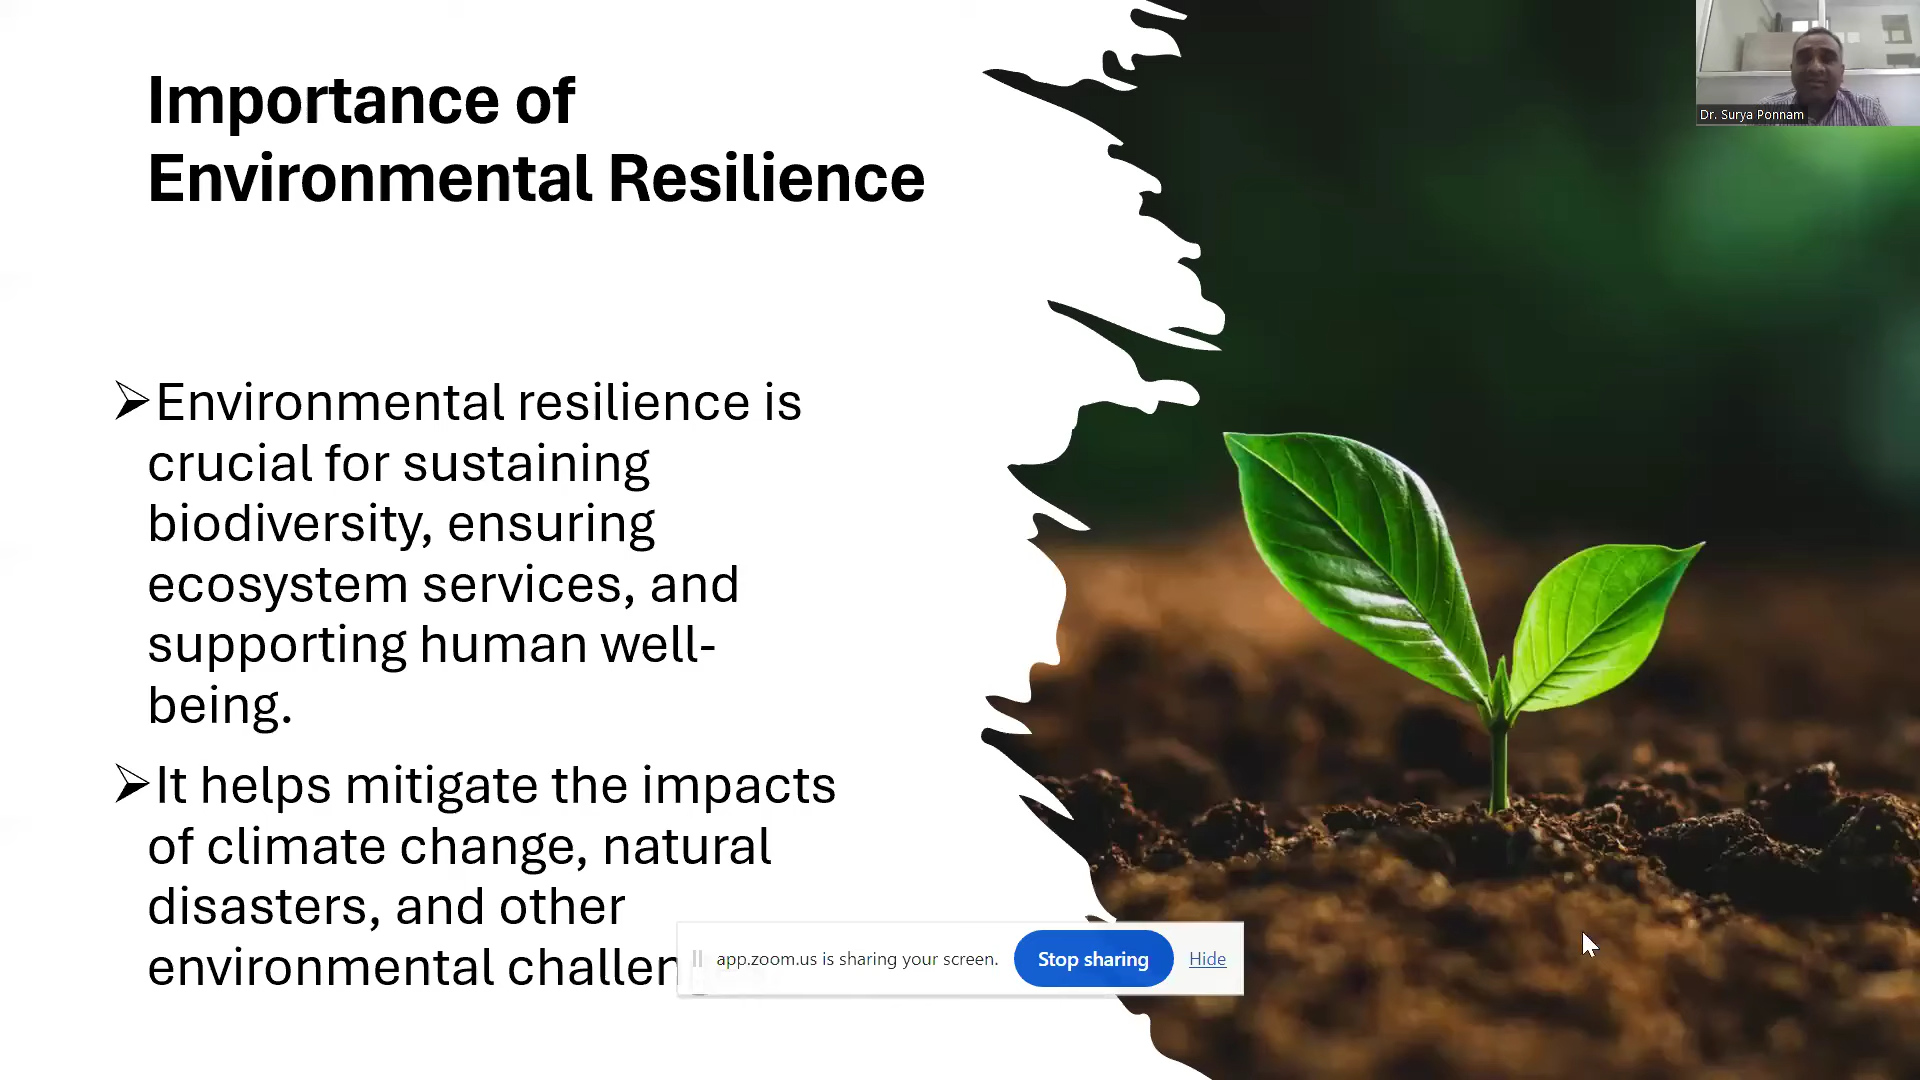 Importance of
Environmental Resilience
Dr. Surya Ponnam
Environmental resilience is
crucial for sustaining
biodiversity, ensuring
ecosystem services, and
supporting human well-
being.
It helps mitigate the impacts
of climate change, natural
disasters, and other
environmental
app.zoom.us is sharing your screen.
Stop sharing
Hide